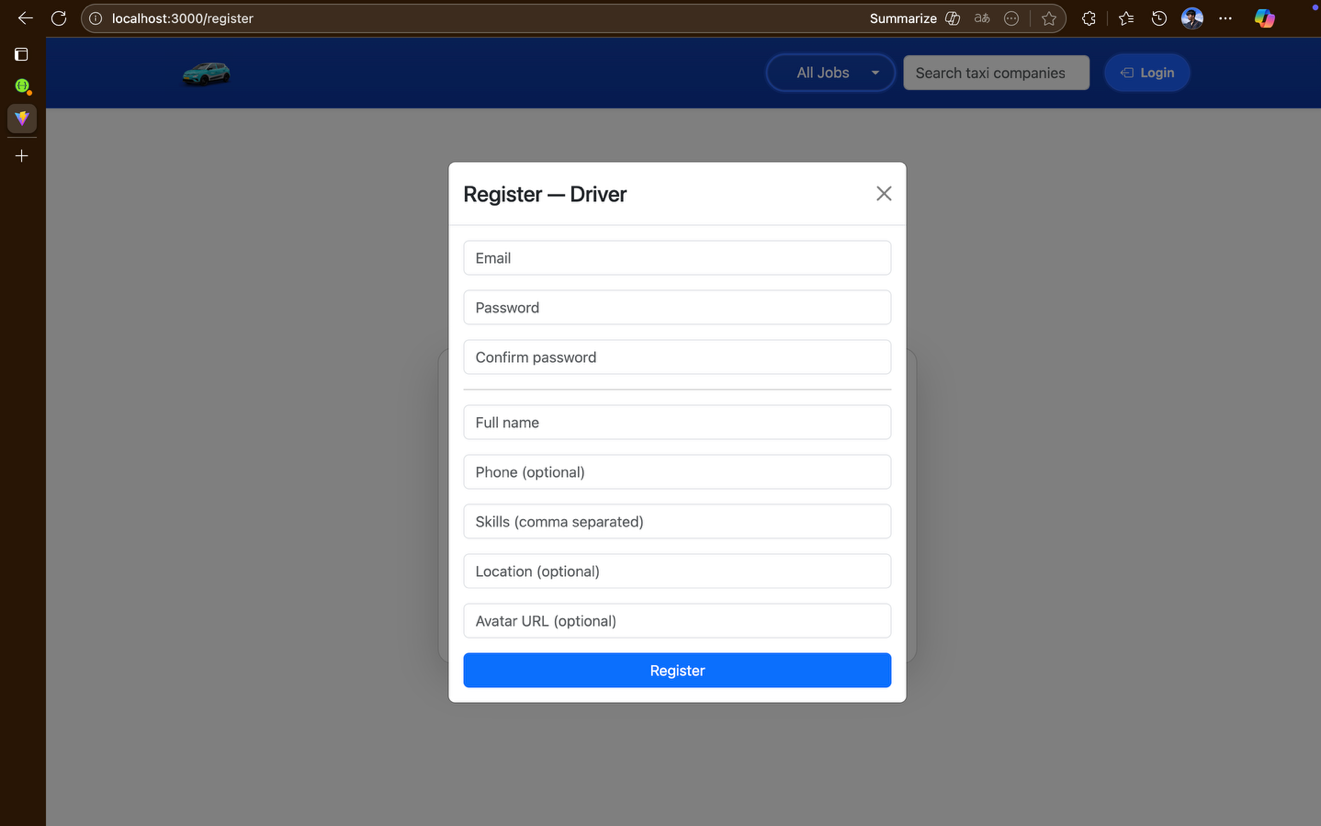 localhost:3000/register
Summarize
All Jobs
Search taxi companies
Login
Register — Driver
Email
Password
Confirm password
Full name
Phone (optional)
Skills (comma separated)
Location (optional)
Avatar URL (optional)
Register